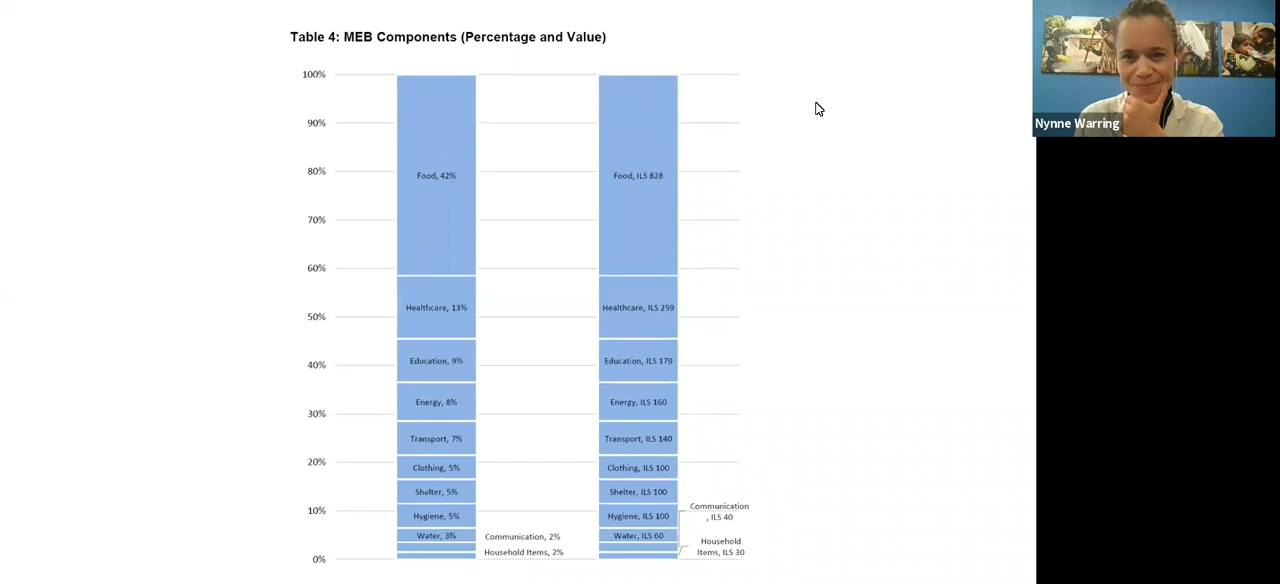 Table 4: MEB Components (Percentage and Value)
100%
90%
80%
70%
60%
50%
40%
30%
20%
10%
0%
Food, 42%
Healthcare, 13%
Education, 9%
Energy, 8%
Transport, 7%
Clothing, 5%
Shelter, 5%
Hygiene, 5%
Water, 3%
Communication, 2%
Household Items, 2%
Food, ILS 828
Healthcare, ILS 259
Education, ILS 179
Energy, ILS 160
Transport, ILS 140
Clothing, ILS 100
Shelter, ILS 100
Hygiene, ILS 100
Water, ILS 60
Communication
, ILS 40
Household
Items, ILS 30
Nynne Warring